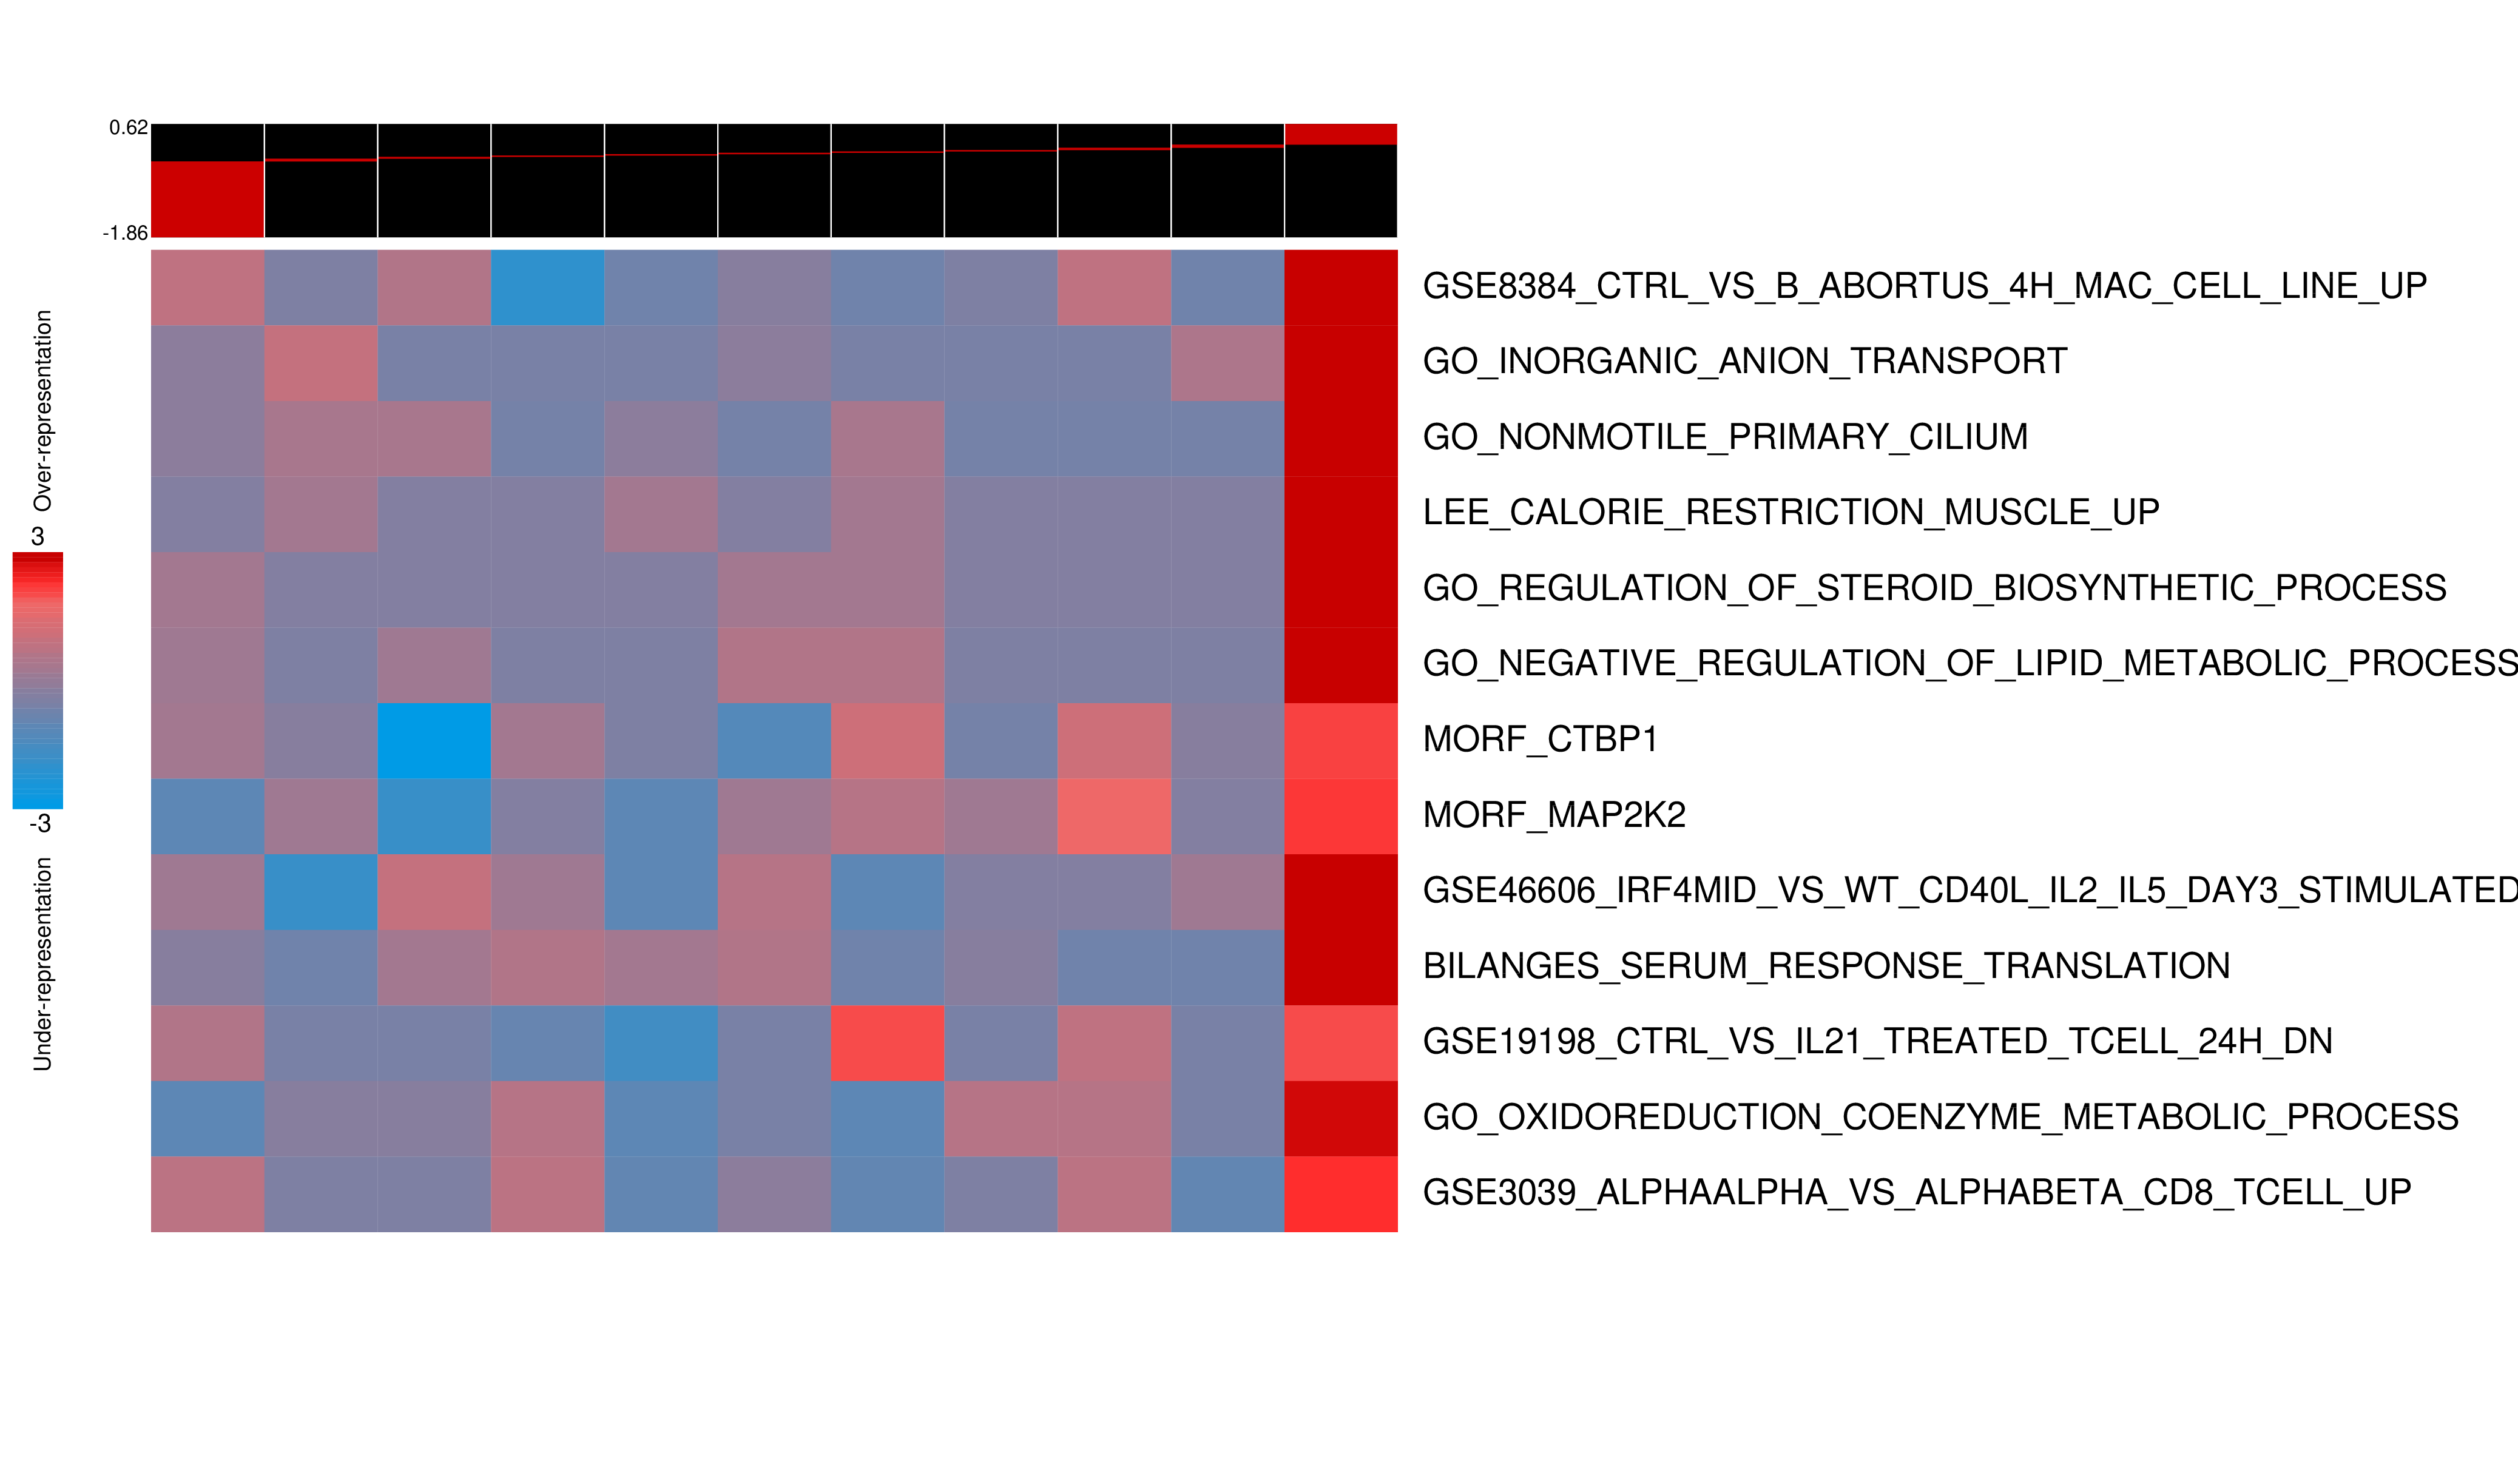 0.62
-1.86
GSE8384_CTRL_VS_B_ABORTUS_4H_MAC_CELL_LINE_UP
GO_INORGANIC_ANION_TRANSPORT
GO_NONMOTILE_PRIMARY_CILIUM
LEE_CALORIE_RESTRICTION_MUSCLE_UP
GO_REGULATION_OF_STEROID_BIOSYNTHETIC_PROCESS
GO_NEGATIVE_REGULATION_OF_LIPID_METABOLIC_PROCESS
MORF_CTBP1
MORF_MAP2K2
GSE46606_IRF4MID_VS_WT_CD40L_IL2_IL5_DAY3_STIMULATED
BILANGES_SERUM_RESPONSE_TRANSLATION
GSE19198_CTRL_VS_IL21_TREATED_TCELL_24H_DN
GO_OXIDOREDUCTION_COENZYME_METABOLIC_PROCESS
GSE3039_ALPHAALPHA_VS_ALPHABETA_CD8_TCELL_UP
Over-representation
3
-3
Under-representation